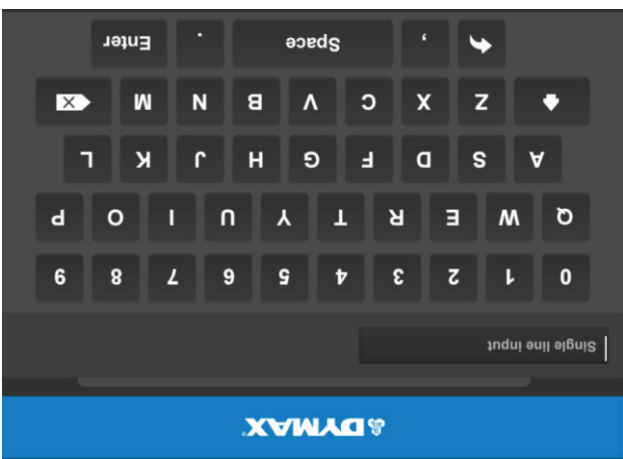 DYMAX
Single line input
0 1 2 3 4 5 6 7 8 9
Q W E R T Y U I O P
A S D F G H J K L
Z X C V B N M
, Space . Enter